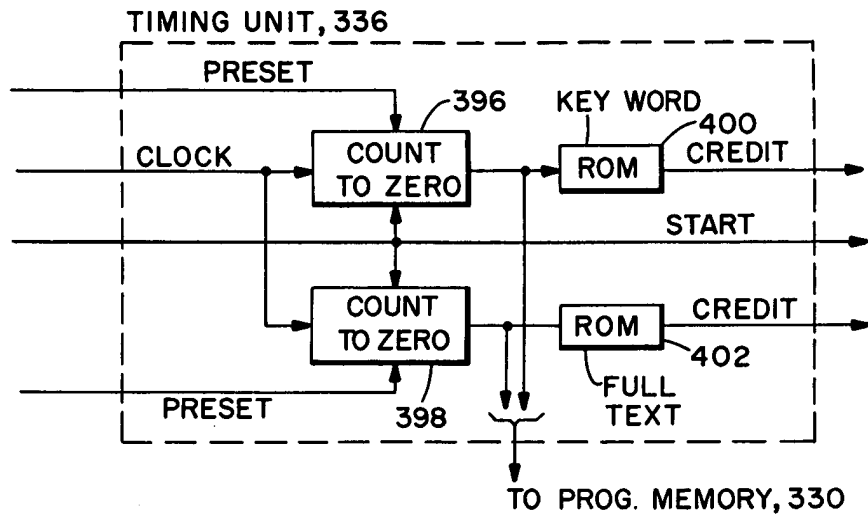 TIMING UNIT, 336
PRESET
396
KEY WORD
400
CLOCK
COUNT
TO ZERO
ROM
CREDIT
START
COUNT
TO ZERO
ROM
CREDIT
402
PRESET
398
FULL
TEXT
TO PROG. MEMORY, 330